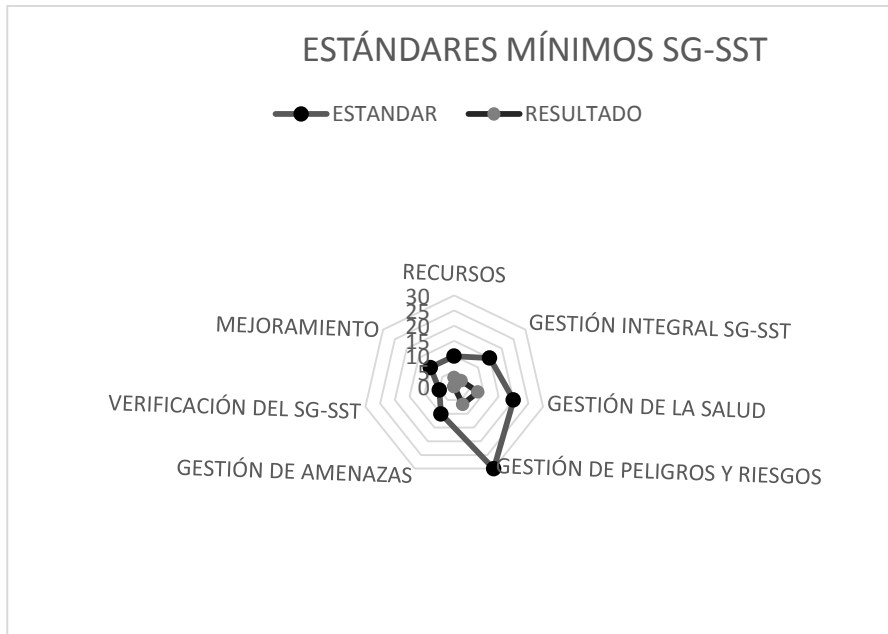 ESTÁNDARES MÍNIMOS SG-SST
ESTANDAR
RESULTADO
RECURSOS
30
25
20
15
10
5
0
GESTIÓN INTEGRAL SG-SST
MEJORAMIENTO
GESTIÓN DE LA SALUD
VERIFICACIÓN DEL SG-SST
GESTIÓN DE PELIGROS Y RIESGOS
GESTIÓN DE AMENAZAS